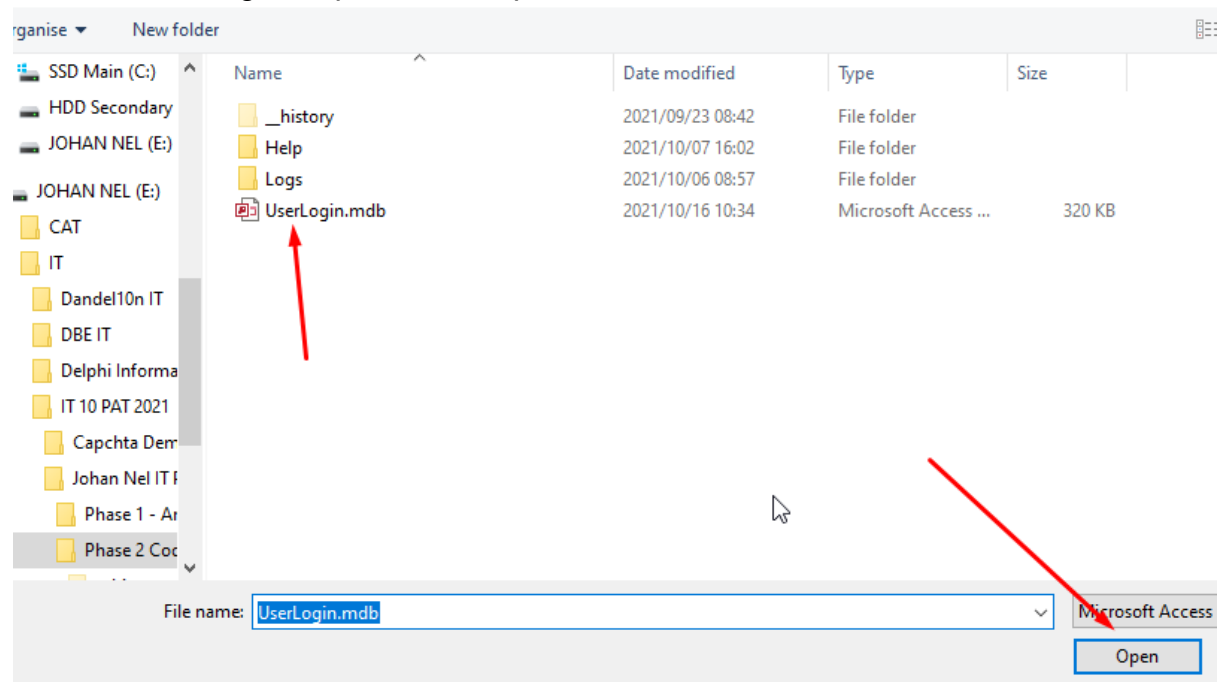 rganise New folder
SSD Main (C:)
HDD Secondary
JOHAN NEL (E:)
JOHAN NEL (E:)
CAT
IT
Dandel10n IT
DBE IT
Delphi Informa
IT 10 PAT 2021
Capchta Dem
Johan Nel IT P
Phase 1 - An
Phase 2 Cod
Name Date modified Type Size
__history 2021/09/23 08:42 File folder
Help 2021/10/07 16:02 File folder
Logs 2021/10/06 08:57 File folder
UserLogin.mdb 2021/10/16 10:34 Microsoft Access ... 320 KB
File name: UserLogin.mdb Microsoft Access
Open